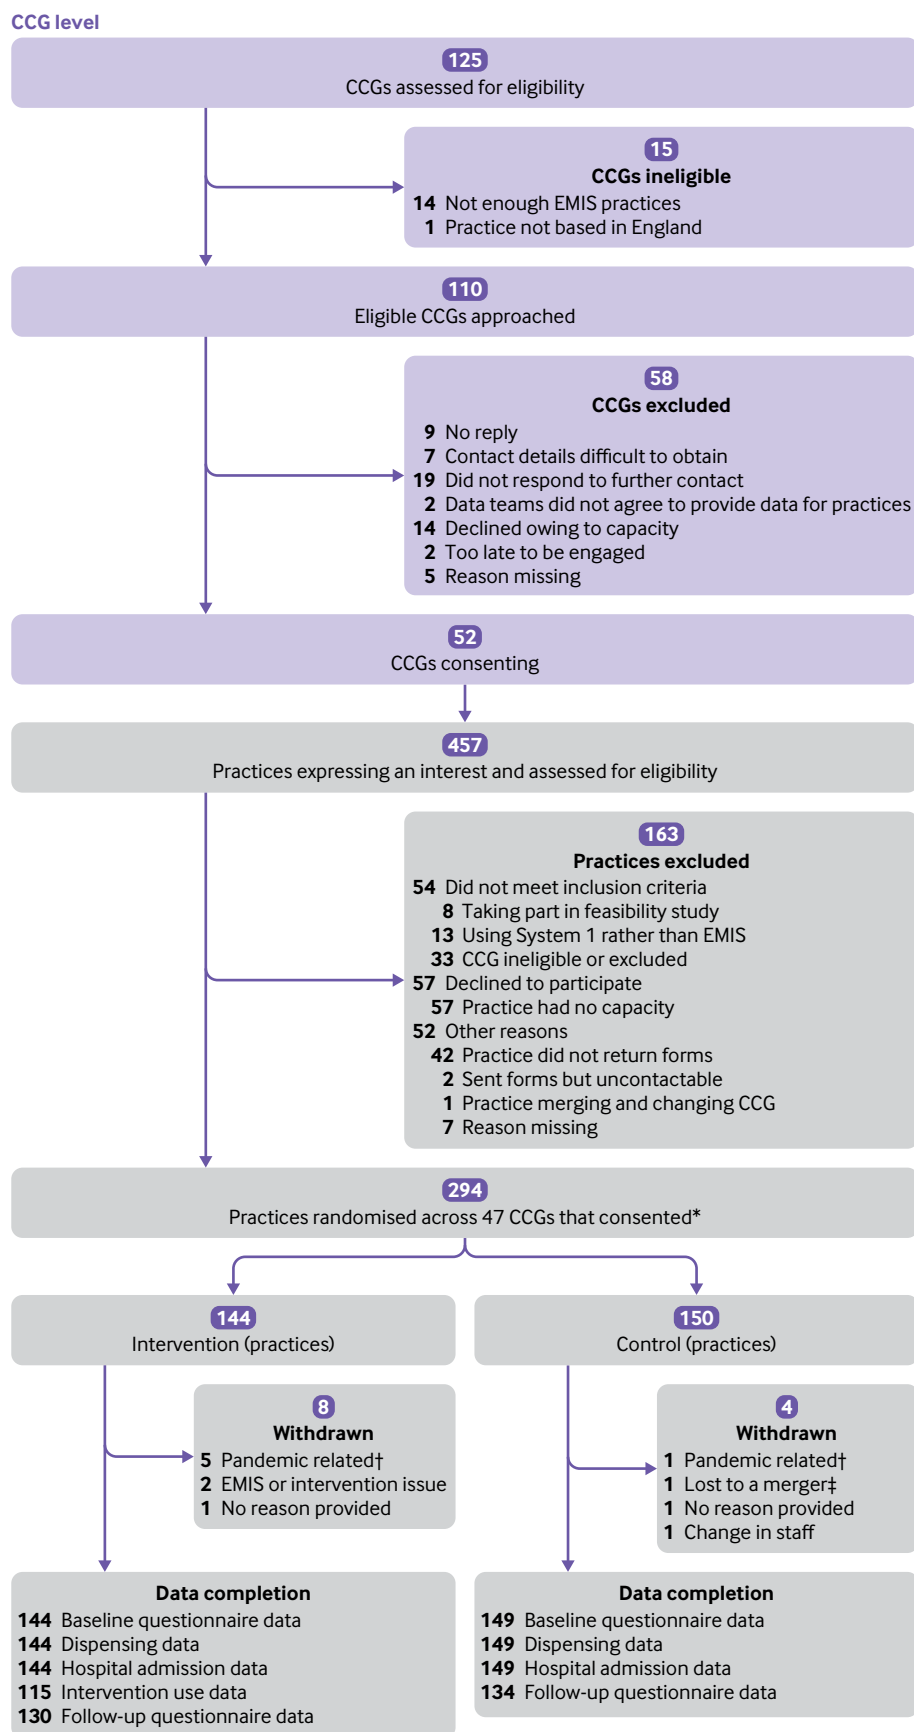 CCG level
125
CCGs assessed for eligibility
15
CCGs ineligible
14 Not enough EMIS practices
1 Practice not based in England
110
Eligible CCGs approached
58
CCGs excluded
9 No reply
7 Contact details difficult to obtain
19 Did not respond to further contact
2 Data teams did not agree to provide data for practices
14 Declined owing to capacity
2 Too late to be engaged
5 Reason missing
52
CCGs consenting
457
Practices expressing an interest and assessed for eligibility
163
Practices excluded
54 Did not meet inclusion criteria
8 Taking part in feasibility study
13 Using System 1 rather than EMIS
33 CCG ineligible or excluded
57 Declined to participate
57 Practice had no capacity
52 Other reasons
42 Practice did not return forms
2 Sent forms but uncontactable
1 Practice merging and changing CCG
7 Reason missing
294
Practices randomised across 47 CCGs that consented*
144
Intervention (practices)
8
Withdrawn
5 Pandemic related†
2 EMIS or intervention issue
1 No reason provided
Data completion
144 Baseline questionnaire data
144 Dispensing data
144 Hospital admission data
115 Intervention use data
130 Follow-up questionnaire data
150
Control (practices)
4
Withdrawn
1 Pandemic related†
1 Lost to a merger‡
1 No reason provided
1 Change in staff
Data completion
149 Baseline questionnaire data
149 Dispensing data
149 Hospital admission data
134 Follow-up questionnaire data